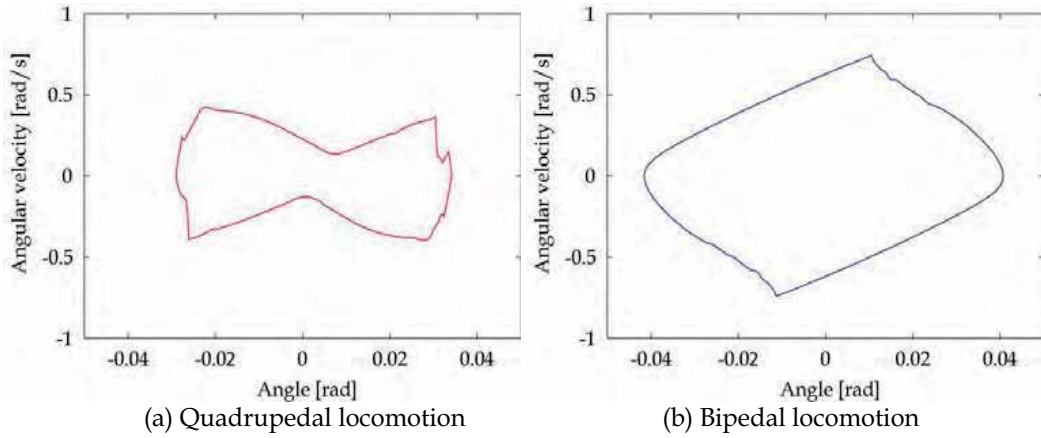 1
0.5
0
-0.5
-1
Angular velocity [rad/s]
-0.04 -0.02 0 0.02 0.04
Angle [rad]
(a) Quadrupedal locomotion
1
0.5
0
-0.5
-1
Angular velocity [rad/s]
-0.04 -0.02 0 0.02 0.04
Angle [rad]
(b) Bipedal locomotion